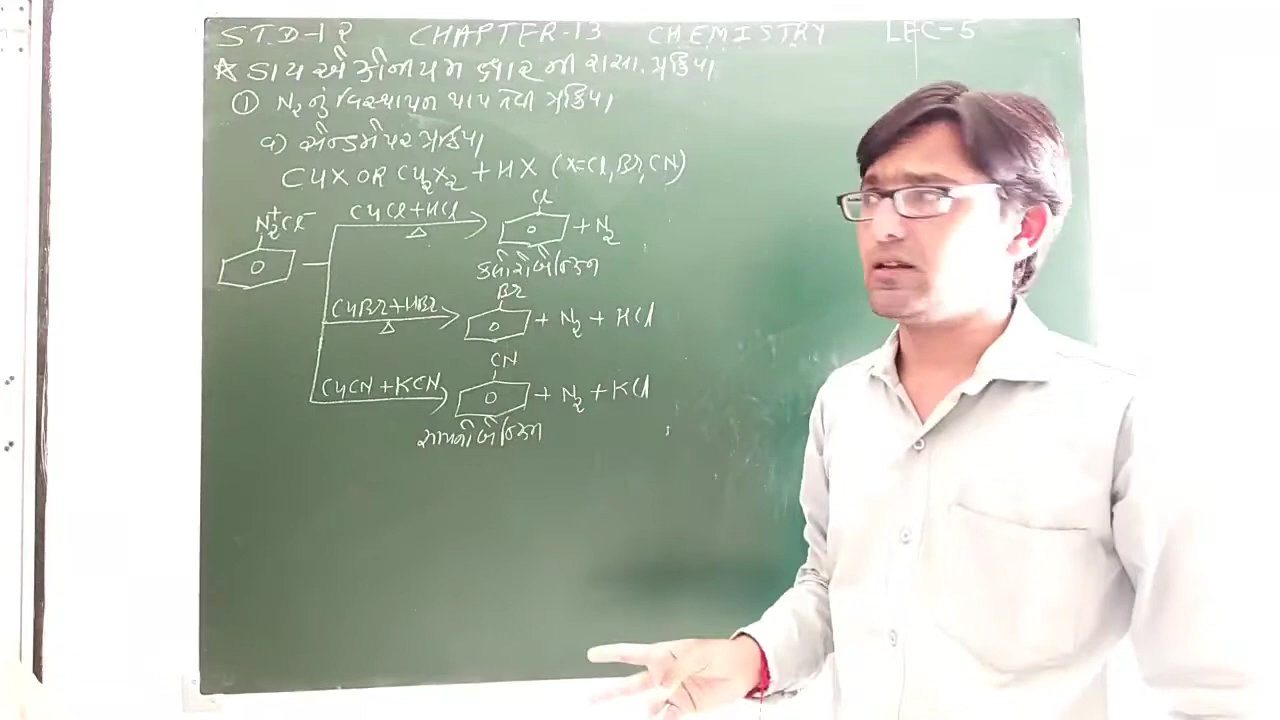 STD-12 CHAPTER-13 CHEMISTRY LEC-5
* ડાય એઝોનીયમ ક્ષારની રાસા. પ્રક્રિયા
① N₂ નું વિસ્થાપન થાય તેવી પ્રક્રિયા
a) સેન્ડમેયર પ્રક્રિયા
CuX OR Cu₂X₂ + HX (X=Cl, Br, CN)
N₂⁺Cl⁻ CuCl+HCl Δ Cl + N₂
ક્લોરોબેન્ઝિન
CuBr+HBr Δ Br + N₂ + HCl
CuCN+KCN CN + N₂ + KCl
સાયનોબેન્ઝિન